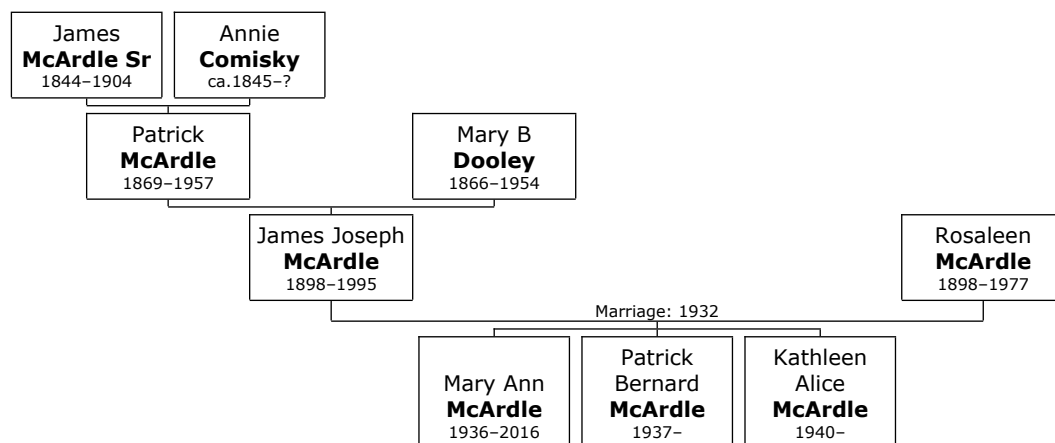 James
McArdle Sr
1844–1904
Annie
Comisky
ca.1845–?
Patrick
McArdle
1869–1957
Mary B
Dooley
1866–1954
James Joseph
McArdle
1898–1995
Rosaleen
McArdle
1898–1977
Marriage: 1932
Mary Ann
McArdle
1936–2016
Patrick
Bernard
McArdle
1937–
Kathleen
Alice
McArdle
1940–